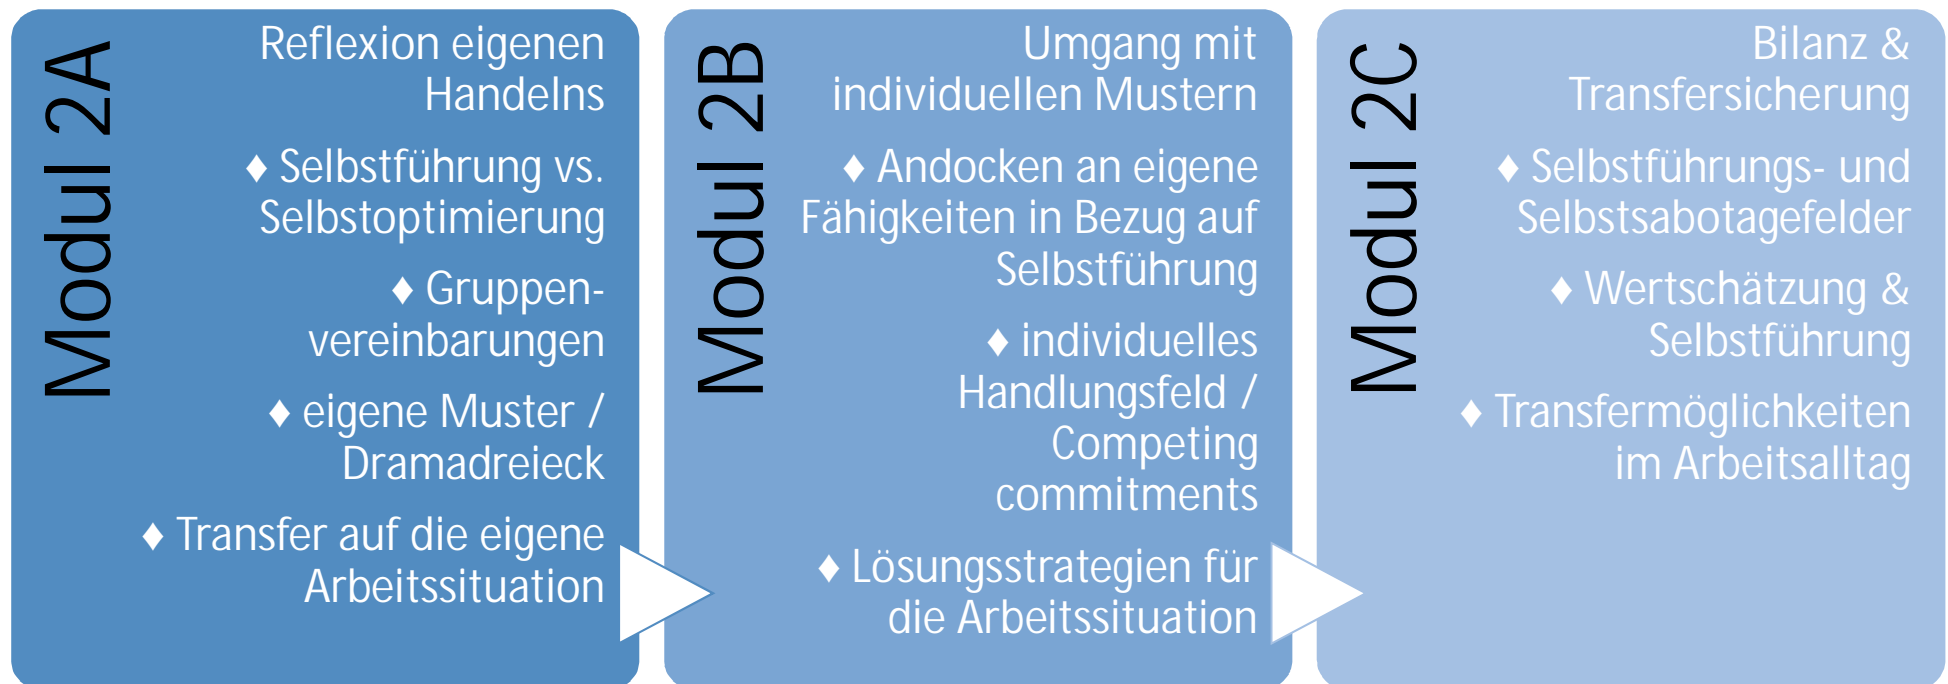 Modul 2A
Reflexion eigenen
Handelns
♦ Selbstführung vs.
Selbstoptimierung
♦ Gruppen-
vereinbarungen
♦ eigene Muster /
Dramadreieck
♦ Transfer auf die eigene
Arbeitssituation
Modul 2B
Umgang mit
individuellen Mustern
♦ Andocken an eigene
Fähigkeiten in Bezug auf
Selbstführung
♦ individuelles
Handlungsfeld /
Competing
commitments
♦ Lösungsstrategien für
die Arbeitssituation
Modul 2C
Bilanz &
Transfersicherung
♦ Selbstführungs- und
Selbstsabotagefelder
♦ Wertschätzung &
Selbstführung
♦ Transfermöglichkeiten
im Arbeitsalltag